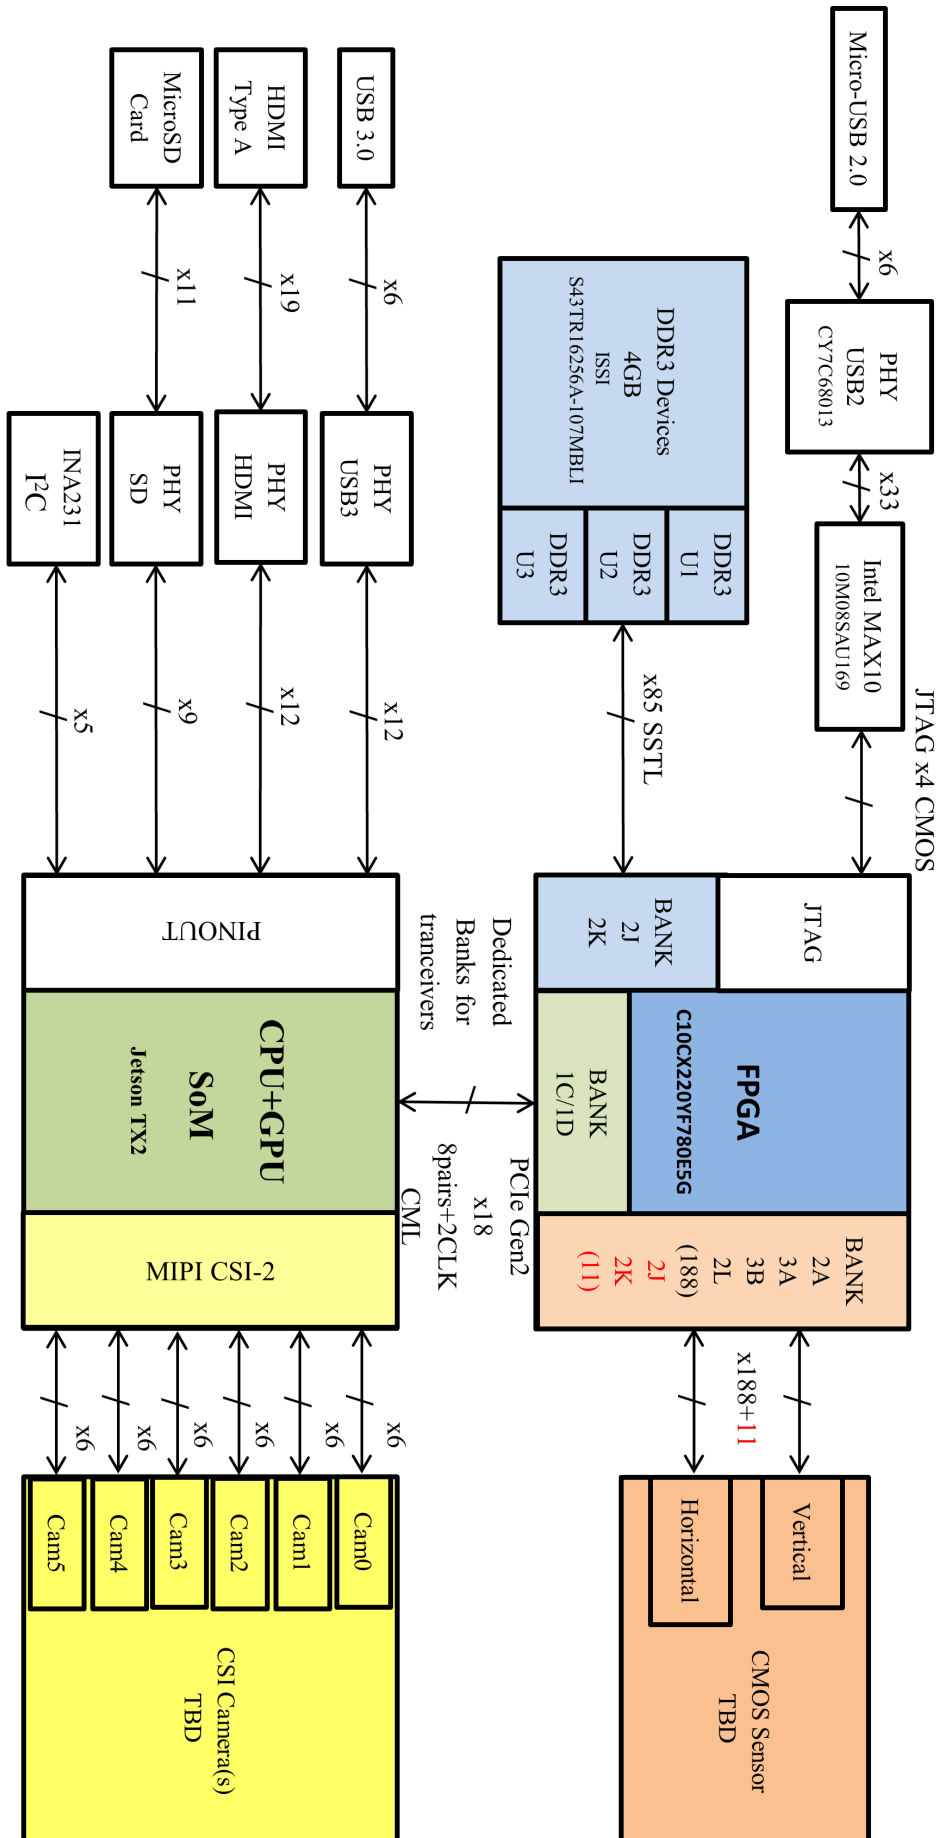 Micro-USB 2.0
x6
PHY
USB2
CY7C68013
x33
Intel MAX10
10M08SAU169
JTAG x4 CMOS
JTAG
FPGA
C10CX220YF780E5G
BANK
2A
3A
3B
2L
(188)
2J
2K
(11)
x188+11
Vertical
Horizontal
CMOS Sensor
TBD
DDR3 Devices
4GB
ISSI
S43TR16256A-107MBLI
DDR3
U1
DDR3
U2
DDR3
U3
x85 SSTL
BANK
2J
2K
BANK
1C/1D
Dedicated
Banks for
tranceivers
PCIe Gen2
x18
8pairs+2CLK
CML
USB 3.0
x6
PHY
USB3
x12
HDMI
Type A
x19
PHY
HDMI
x12
MicroSD
Card
x11
PHY
SD
x9
INA231
I²C
x5
PINOUT
CPU+GPU
SoM
Jetson TX2
MIPI CSI-2
x6
x6
x6
x6
x6
x6
Cam0
Cam1
Cam2
Cam3
Cam4
Cam5
CSI Camera(s)
TBD